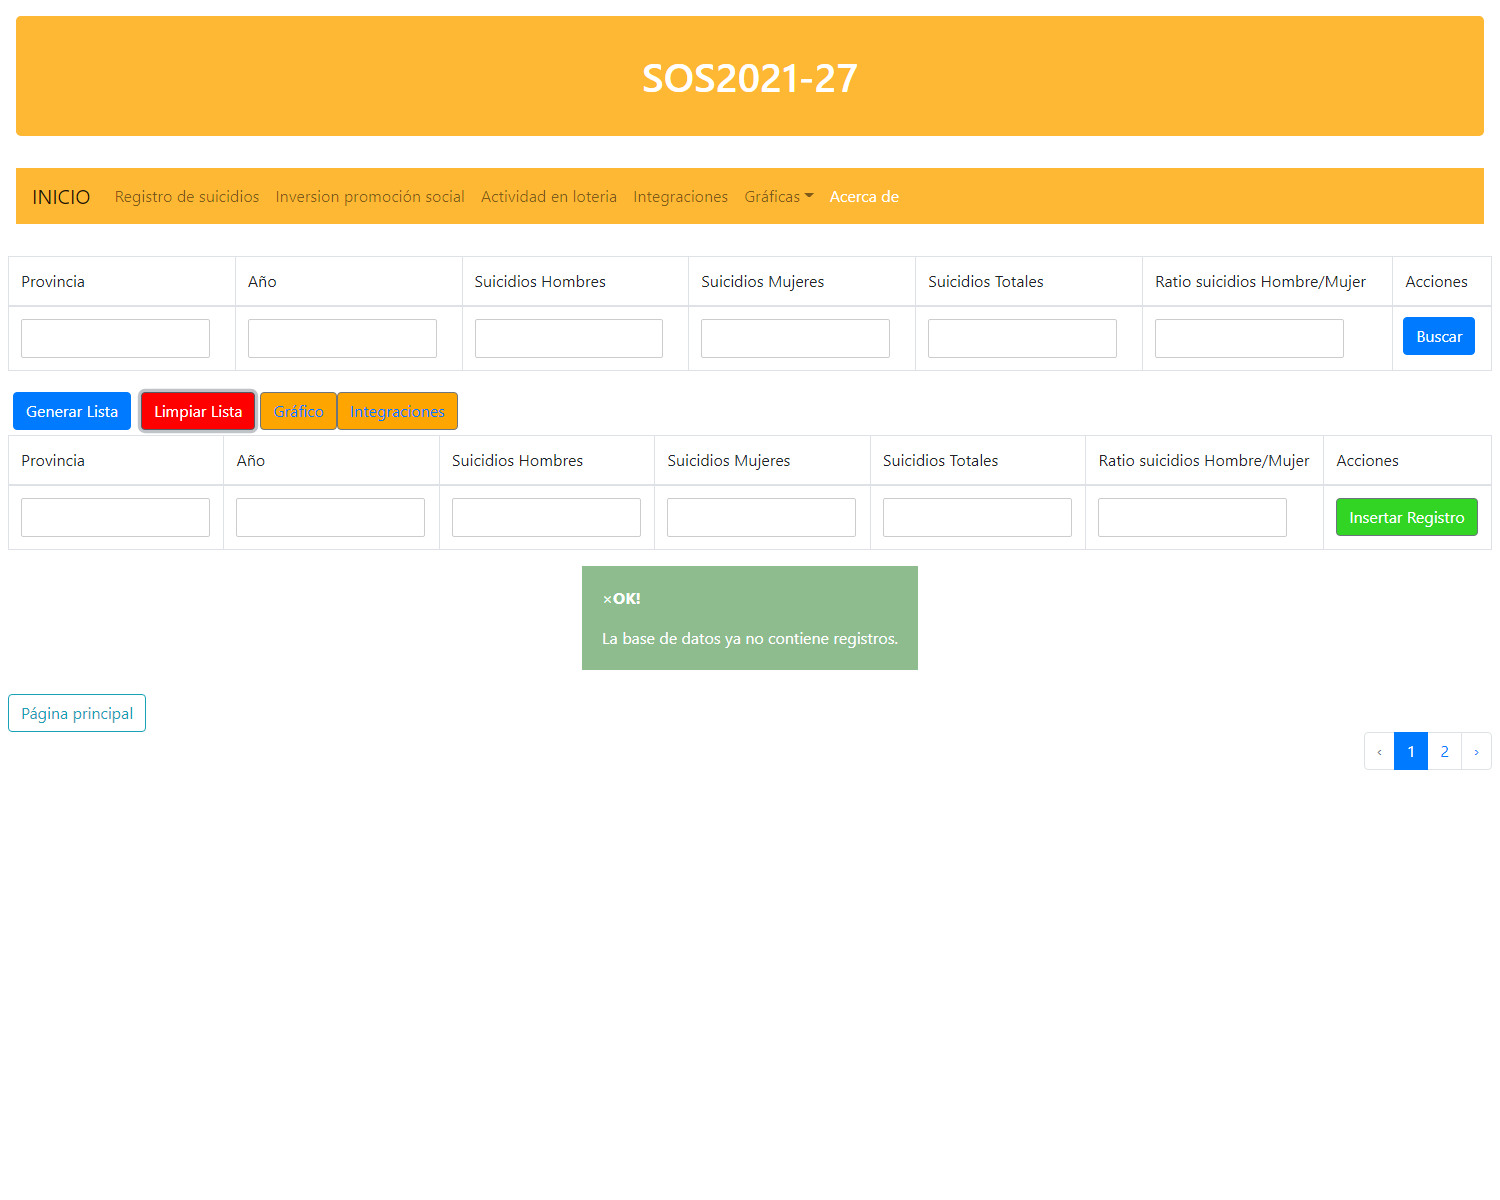 SOS2021-27
INICIO Registro de suicidios Inversion promoción social Actividad en loteria Integraciones Gráficas Acerca de
Provincia Año Suicidios Hombres Suicidios Mujeres Suicidios Totales Ratio suicidios Hombre/Mujer Acciones
Buscar
Generar Lista Limpiar Lista Gráfico Integraciones
Provincia Año Suicidios Hombres Suicidios Mujeres Suicidios Totales Ratio suicidios Hombre/Mujer Acciones
Insertar Registro
×OK!
La base de datos ya no contiene registros.
Página principal
‹ 1 2 ›